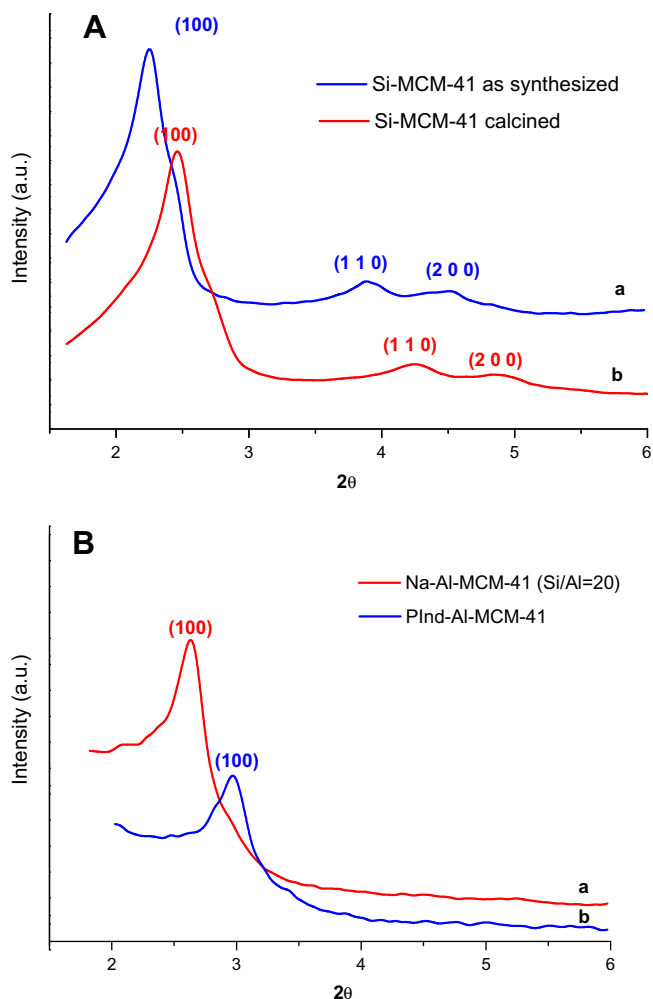 A
(100)
Si-MCM-41 as synthesized
Si-MCM-41 calcined
(100)
(1 1 0)
(2 0 0)
a
(1 1 0)
(2 0 0)
b
Intensity (a.u.)
2 3 4 5 6
2θ
B
Na-Al-MCM-41 (Si/Al=20)
PInd-Al-MCM-41
(100)
(100)
a
b
Intensity (a.u.)
2 3 4 5 6
2θ